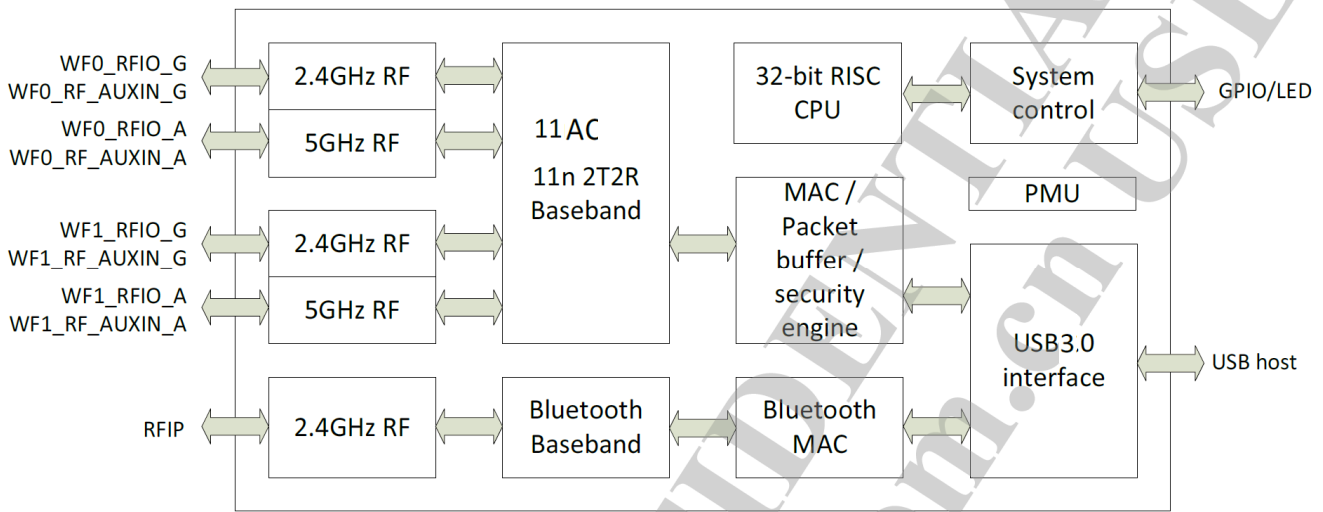 WF0_RFIO_G
WF0_RF_AUXIN_G
WF0_RFIO_A
WF0_RF_AUXIN_A
WF1_RFIO_G
WF1_RF_AUXIN_G
WF1_RFIO_A
WF1_RF_AUXIN_A
RFIP
2.4GHz RF
5GHz RF
2.4GHz RF
5GHz RF
2.4GHz RF
11AC
11n 2T2R
Baseband
Bluetooth
Baseband
32-bit RISC
CPU
MAC /
Packet
buffer /
security
engine
Bluetooth
MAC
System
control
PMU
USB3.0
interface
GPIO/LED
USB host